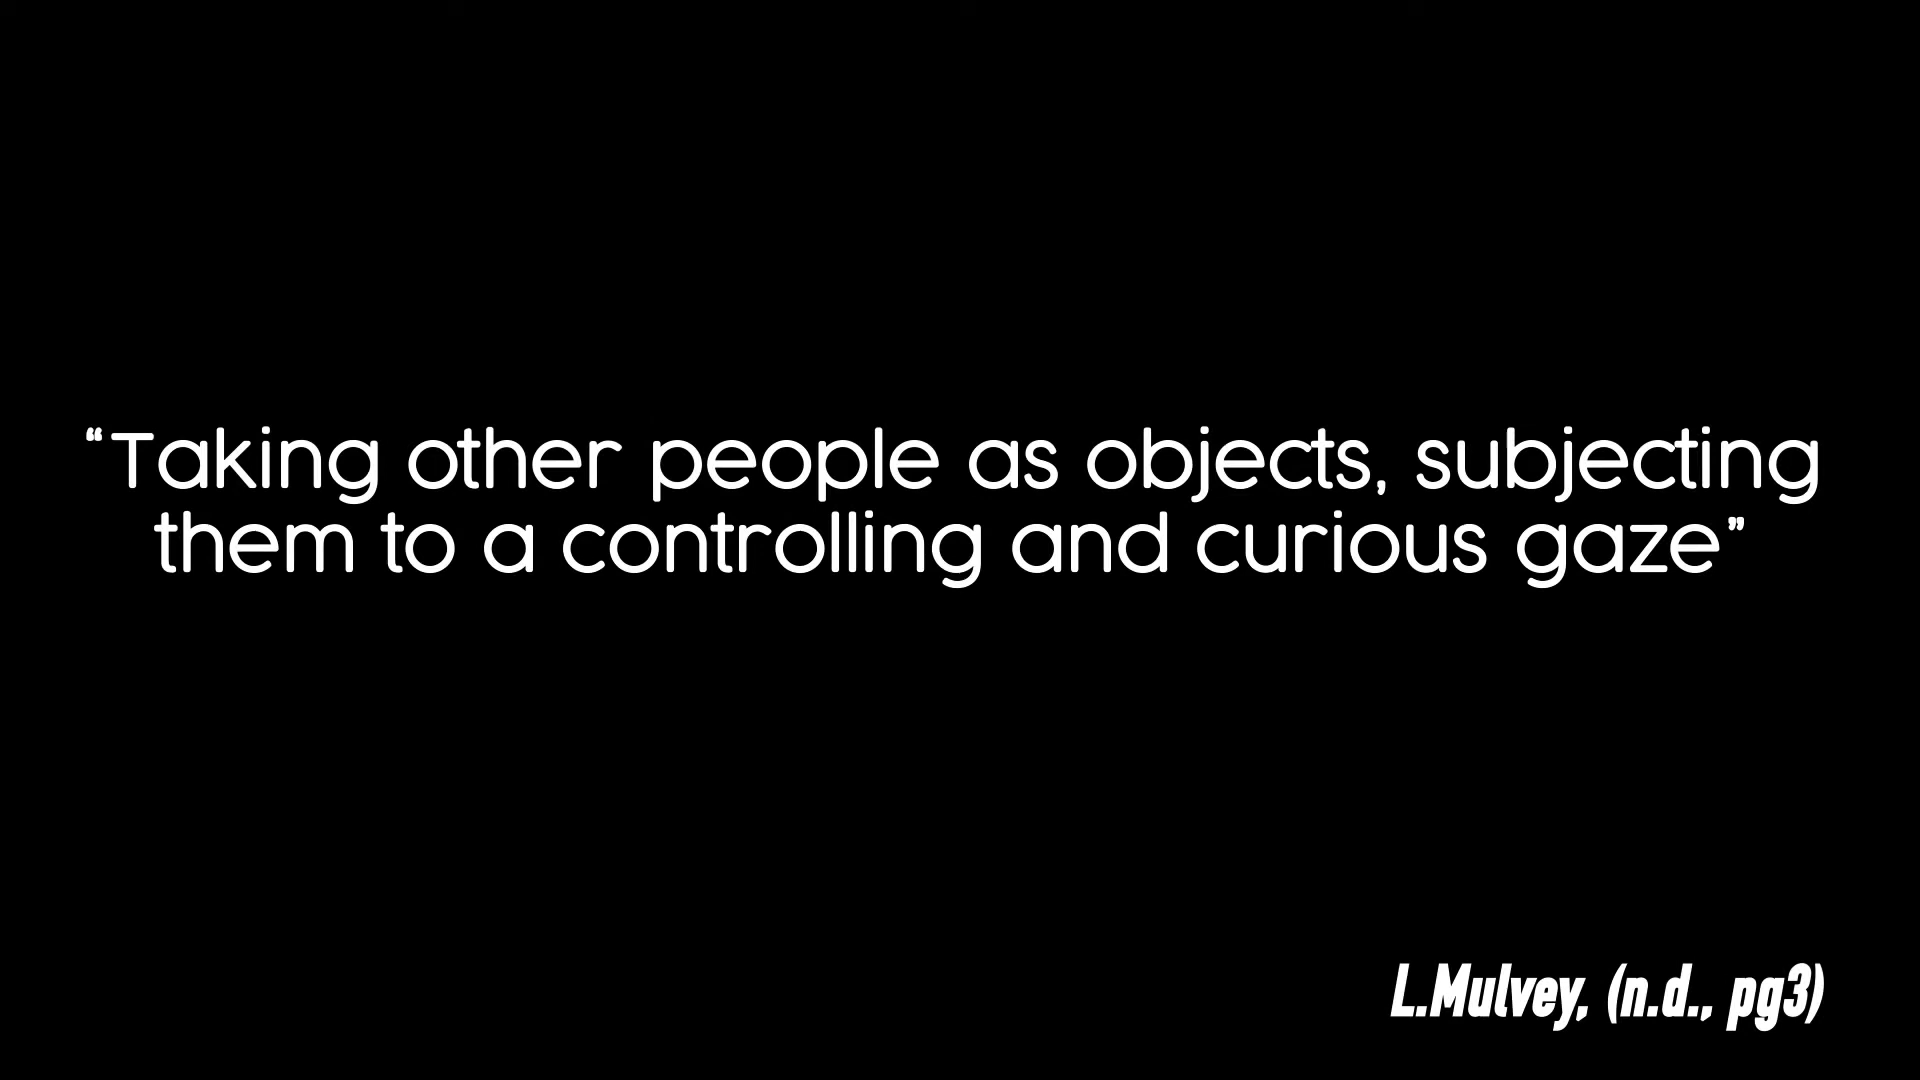 “Taking other people as objects, subjecting
them to a controlling and curious gaze”
L.Mulvey, (n.d., pg3)